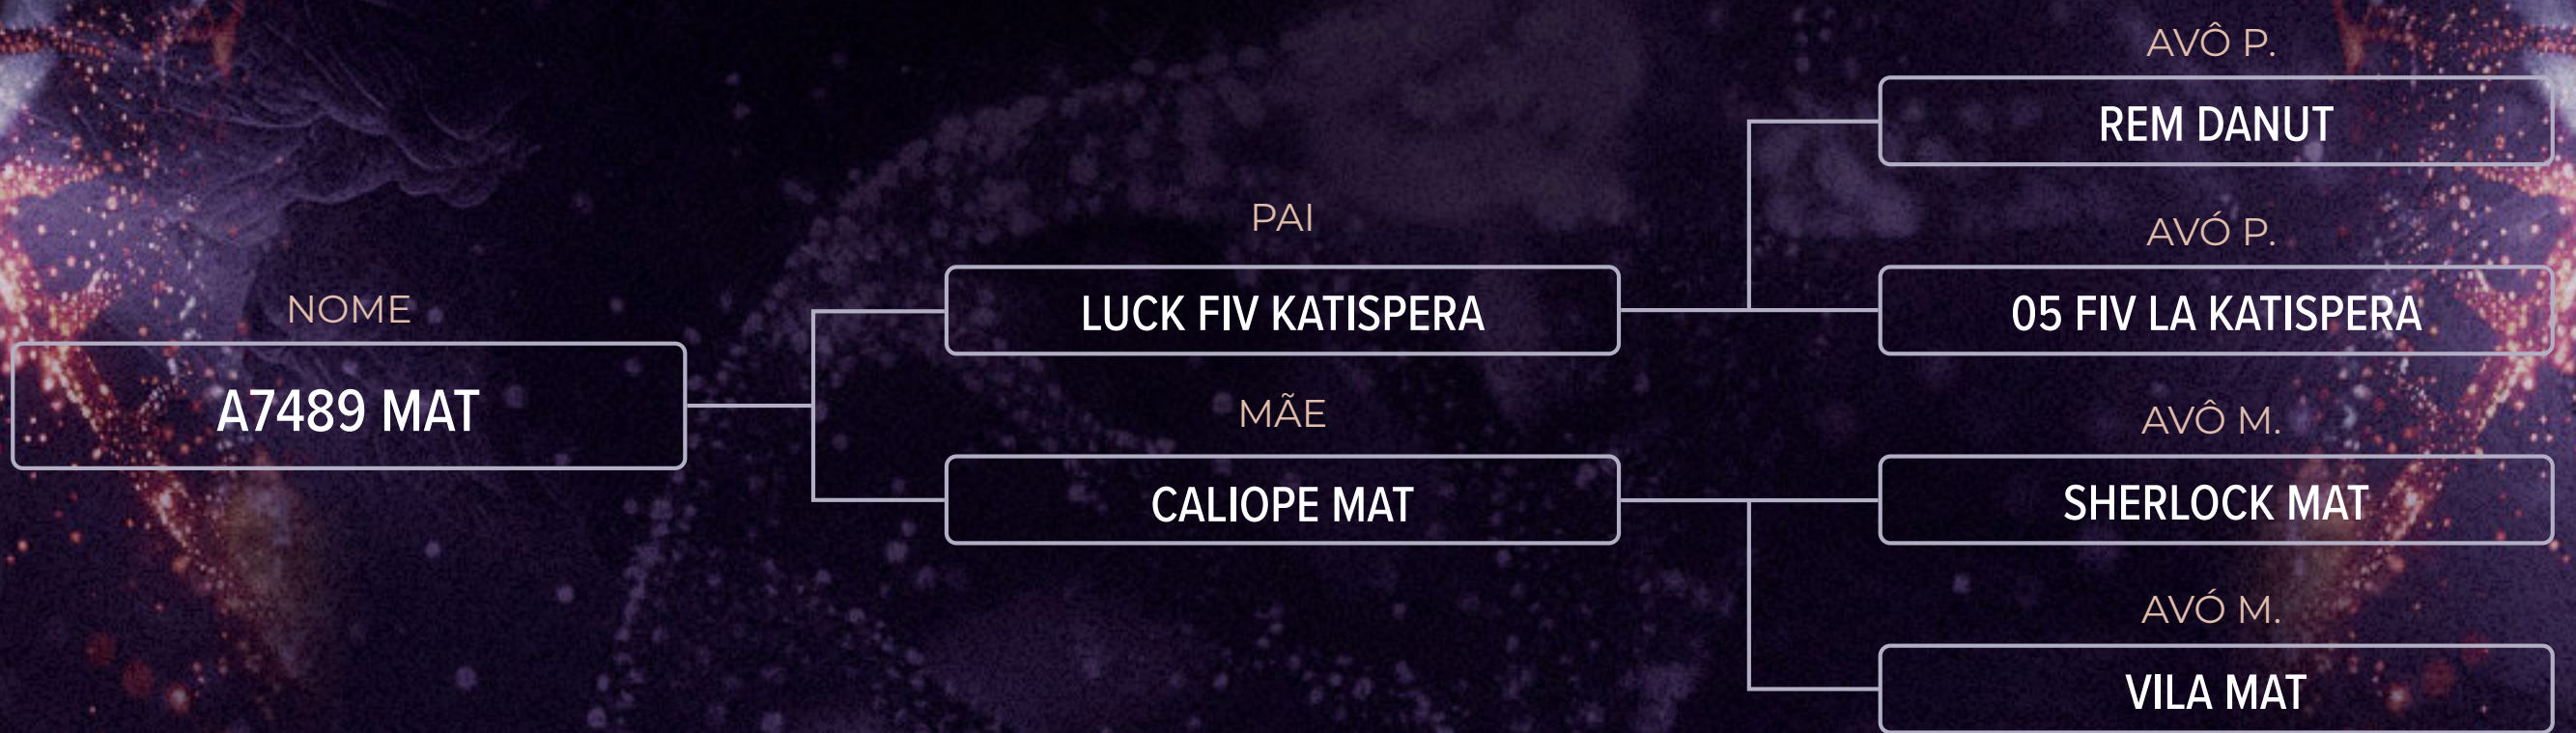 NOME
A7489 MAT
PAI
LUCK FIV KATISPERA
MÃE
CALIOPE MAT
AVÔ P.
REM DANUT
AVÓ P.
05 FIV LA KATISPERA
AVÔ M.
SHERLOCK MAT
AVÓ M.
VILA MAT